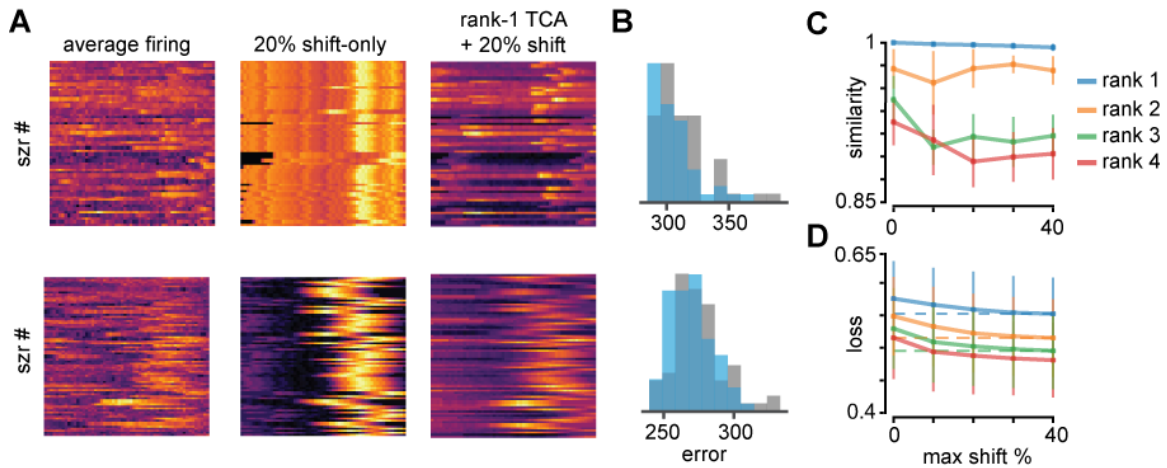 A
average firing
20% shift-only
rank-1 TCA
+ 20% shift
szr #
szr #
B
300
350
250
300
error
C
1
similarity
0.85
0
40
rank 1
rank 2
rank 3
rank 4
D
0.65
loss
0.4
0
40
max shift %